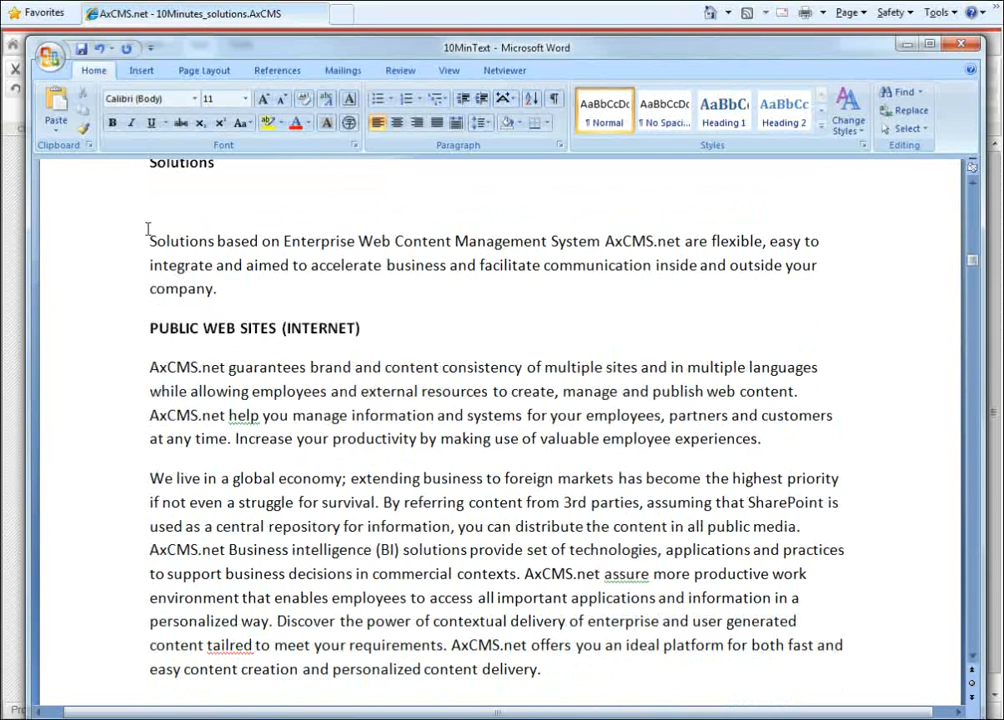 Favorites
AxCMS.net - 10Minutes_solutions.AxCMS
Page
Safety
Tools
10MinText - Microsoft Word
Home Insert Page Layout References Mailings Review View Netviewer
Paste
Clipboard
Calibri (Body) 11
Font
Paragraph
AaBbCcDc AaBbCcDc AaBbC AaBbCc
¶ Normal ¶ No Spaci... Heading 1 Heading 2
Change Styles
Styles
Find
Replace
Select
Editing
Solutions
Solutions based on Enterprise Web Content Management System AxCMS.net are flexible, easy to
integrate and aimed to accelerate business and facilitate communication inside and outside your
company.
PUBLIC WEB SITES (INTERNET)
AxCMS.net guarantees brand and content consistency of multiple sites and in multiple languages
while allowing employees and external resources to create, manage and publish web content.
AxCMS.net help you manage information and systems for your employees, partners and customers
at any time. Increase your productivity by making use of valuable employee experiences.
We live in a global economy; extending business to foreign markets has become the highest priority
if not even a struggle for survival. By referring content from 3rd parties, assuming that SharePoint is
used as a central repository for information, you can distribute the content in all public media.
AxCMS.net Business intelligence (BI) solutions provide set of technologies, applications and practices
to support business decisions in commercial contexts. AxCMS.net assure more productive work
environment that enables employees to access all important applications and information in a
personalized way. Discover the power of contextual delivery of enterprise and user generated
content tailred to meet your requirements. AxCMS.net offers you an ideal platform for both fast and
easy content creation and personalized content delivery.